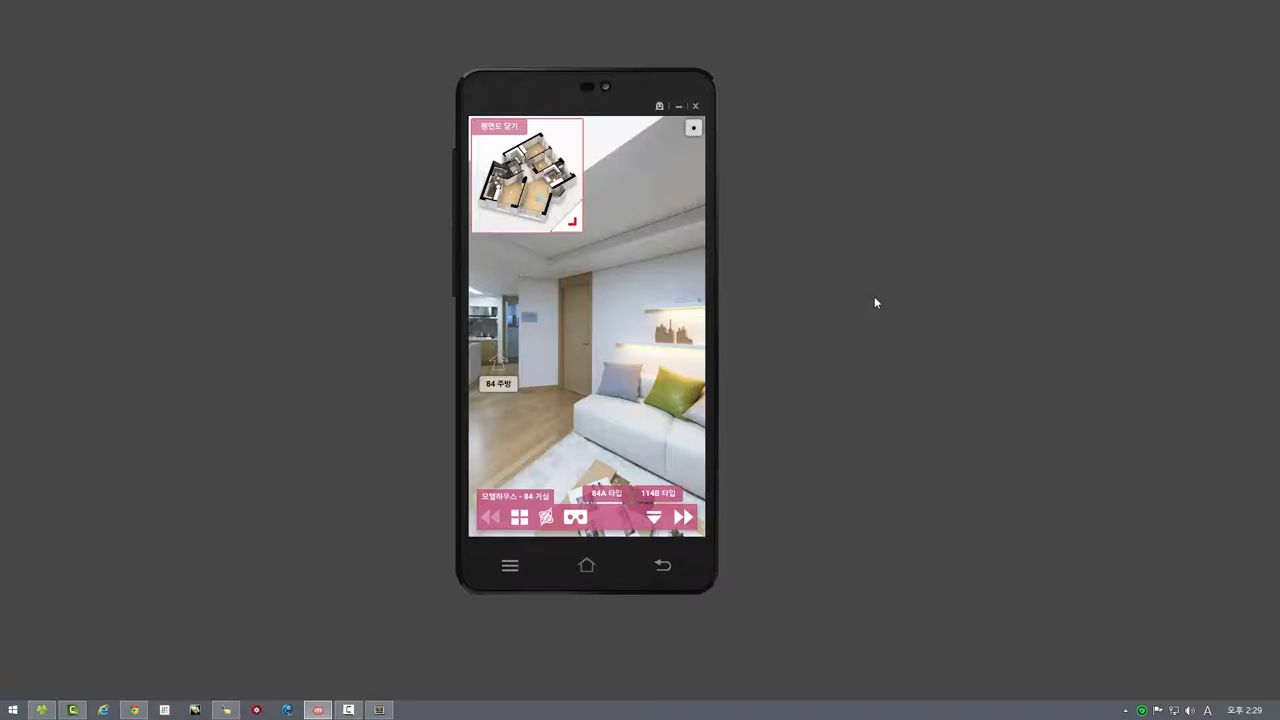 평면도 닫기
84 주방
모델하우스 - 84 거실
84A 타입
114B 타입
A
오후 2:29